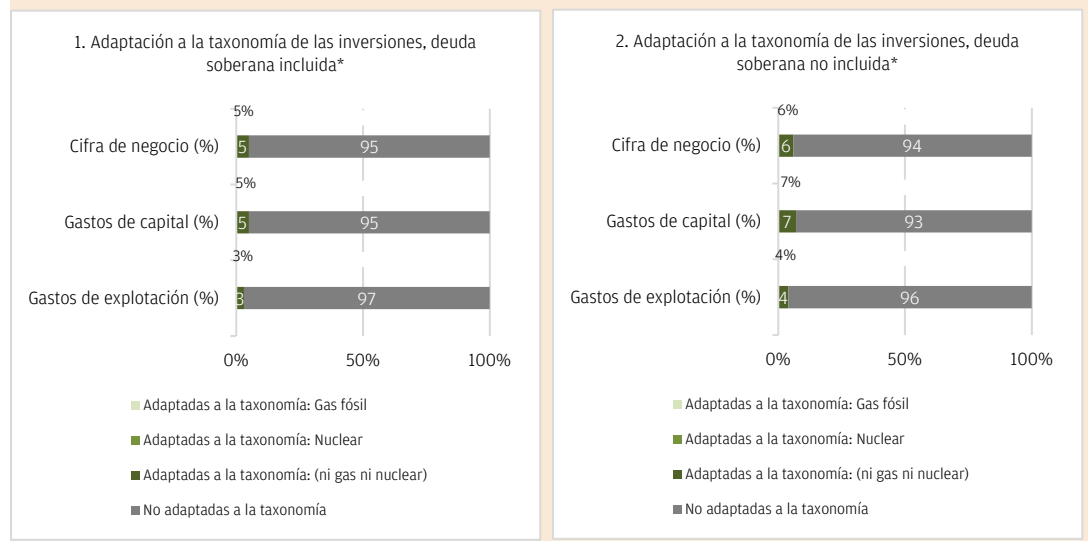 1. Adaptación a la taxonomía de las inversiones, deuda
soberana incluida*
5%
Cifra de negocio (%)
5
95
5%
Gastos de capital (%)
5
95
3%
Gastos de explotación (%)
3
97
0%
50%
100%
Adaptadas a la taxonomía: Gas fósil
Adaptadas a la taxonomía: Nuclear
Adaptadas a la taxonomía: (ni gas ni nuclear)
No adaptadas a la taxonomía
2. Adaptación a la taxonomía de las inversiones, deuda
soberana no incluida*
6%
Cifra de negocio (%)
6
94
7%
Gastos de capital (%)
7
93
4%
Gastos de explotación (%)
4
96
0%
50%
100%
Adaptadas a la taxonomía: Gas fósil
Adaptadas a la taxonomía: Nuclear
Adaptadas a la taxonomía: (ni gas ni nuclear)
No adaptadas a la taxonomía